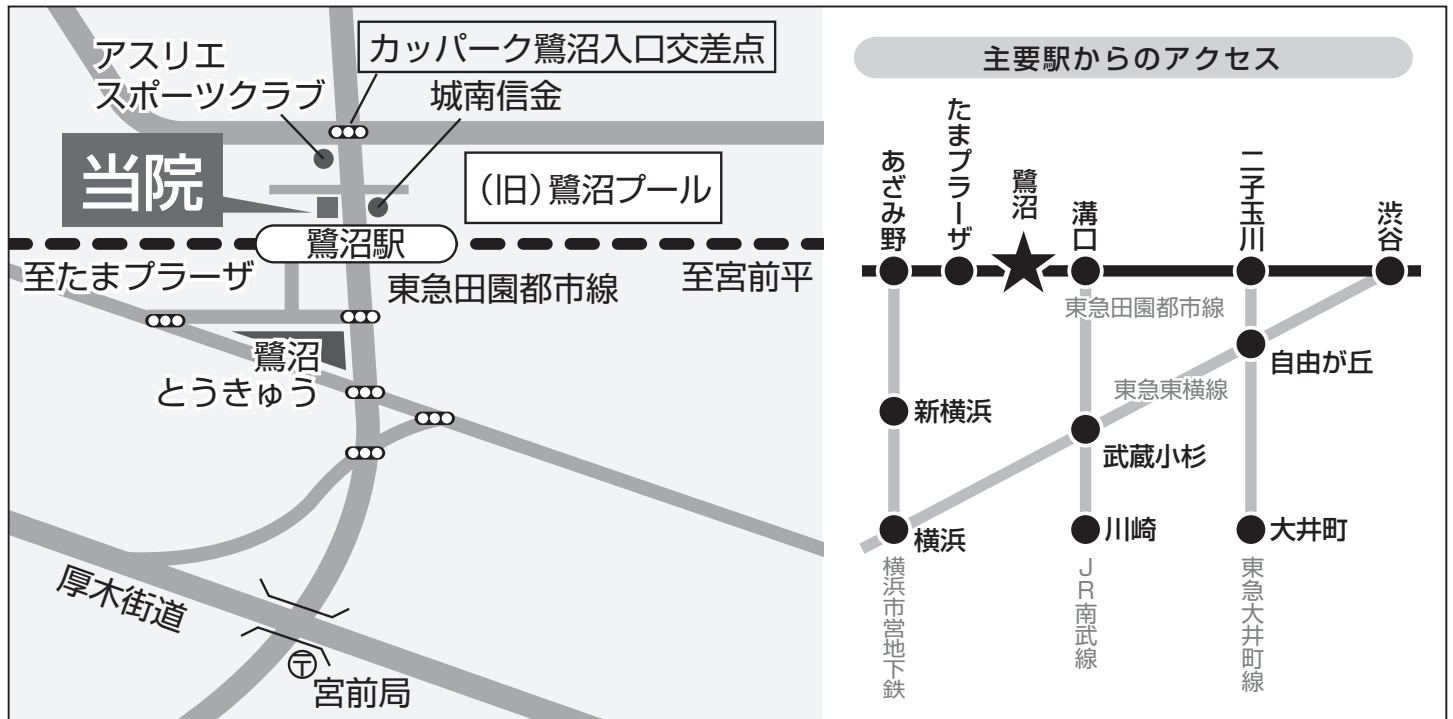 アスリエ
スポーツクラブ
カッパーク鷺沼入口交差点
城南信金
当院
(旧)鷺沼プール
鷺沼駅
至たまプラーザ
東急田園都市線
至宮前平
鷺沼
とうきゅう
厚木街道
〒
宮前局
主要駅からのアクセス
あざみ野
たまプラーザ
鷺沼
溝口
二子玉川
渋谷
東急田園都市線
自由が丘
東急東横線
新横浜
武蔵小杉
横浜
川崎
大井町
横浜市営地下鉄
JR南武線
東急大井町線